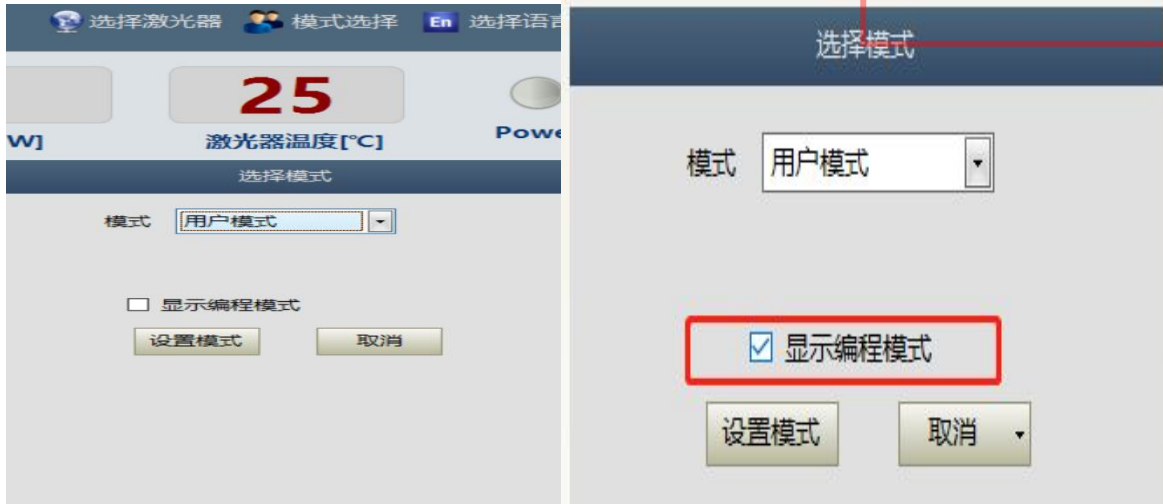 选择激光器 模式选择 En 选择语言
25
W] 激光器温度[°C] Powe
选择模式
模式 用户模式
显示编程模式
设置模式 取消
选择模式
模式 用户模式
显示编程模式
设置模式 取消